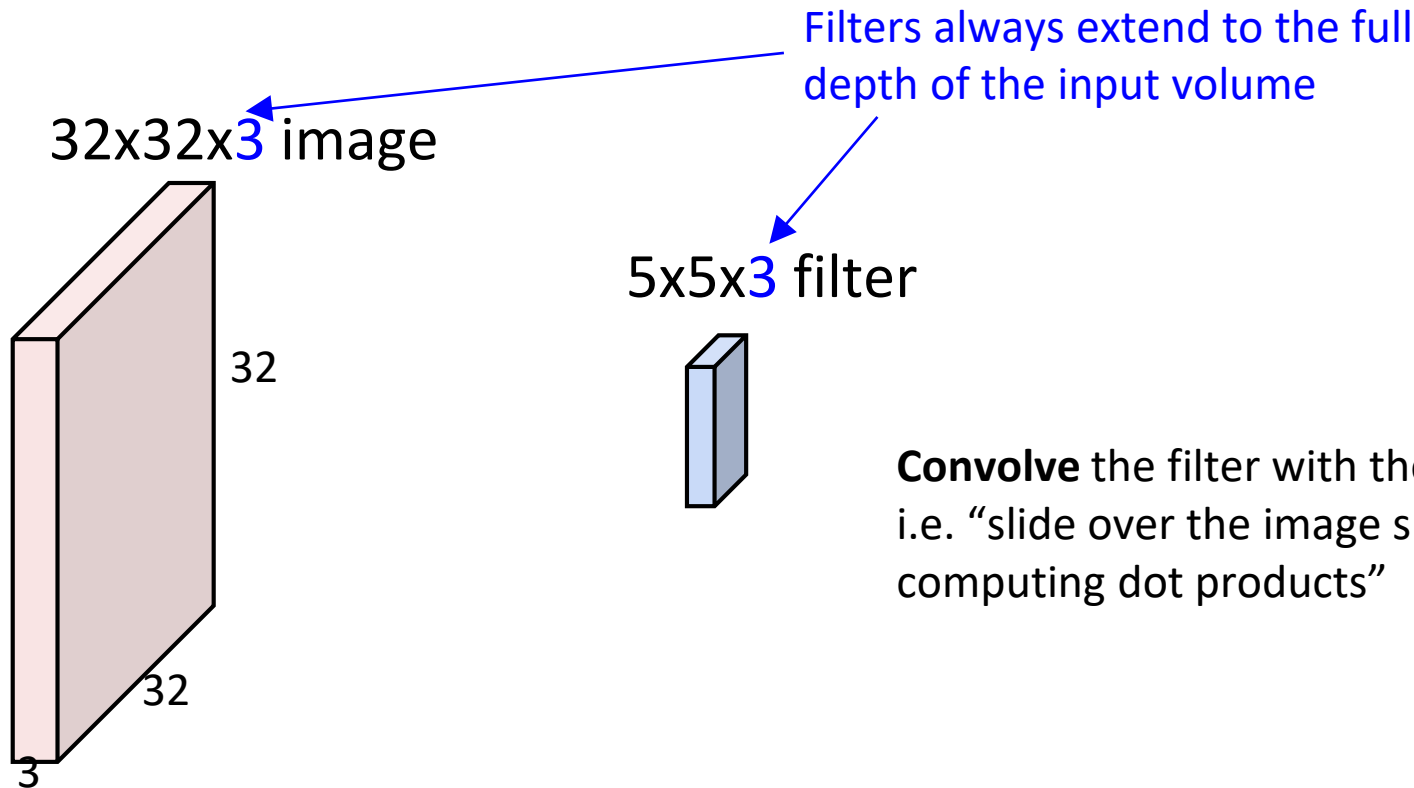 Filters always extend to the full
depth of the input volume
32x32x3 image
5x5x3 filter
32
Convolve the filter with the
i.e. “slide over the image s
computing dot products”
32
3